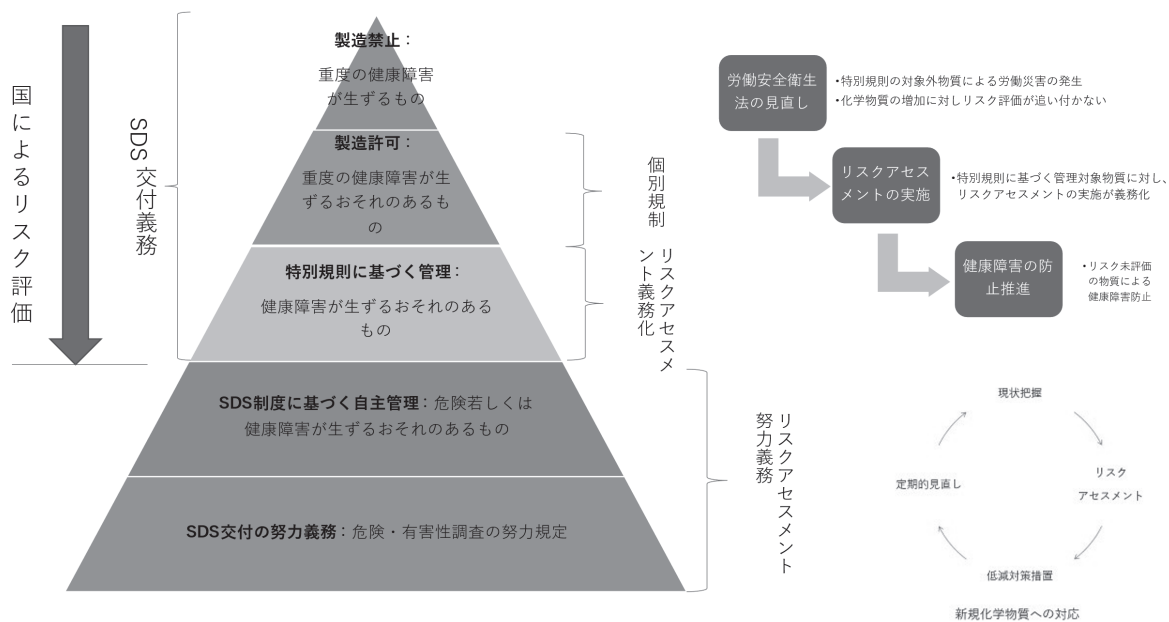 国によるリスク評価
SDS 交付義務
製造禁止：
重度の健康障害
が生ずるもの
製造許可：
重度の健康障害が生
ずるおそれのあるも
の
特別規則に基づく管理：
健康障害が生ずるおそれのある
もの
SDS制度に基づく自主管理：危険若しくは
健康障害が生ずるおそれのあるもの
SDS交付の努力義務：危険・有害性調査の努力規定
個別規制
リスクアセスメ
ント義務化
リスクアセスメント
努力義務
労働安全衛生
法の見直し
•特別規則の対象外物質による労働災害の発生
•化学物質の増加に対しリスク評価が追い付かない
リスクアセス
メントの実施
•特別規則に基づく管理対象物質に対し、
リスクアセスメントの実施が義務化
健康障害の防
止推進
•リスク未評価
の物質による
健康障害防止
現状把握
リスク
アセスメント
低減対策措置
定期的見直し
新規化学物質への対応